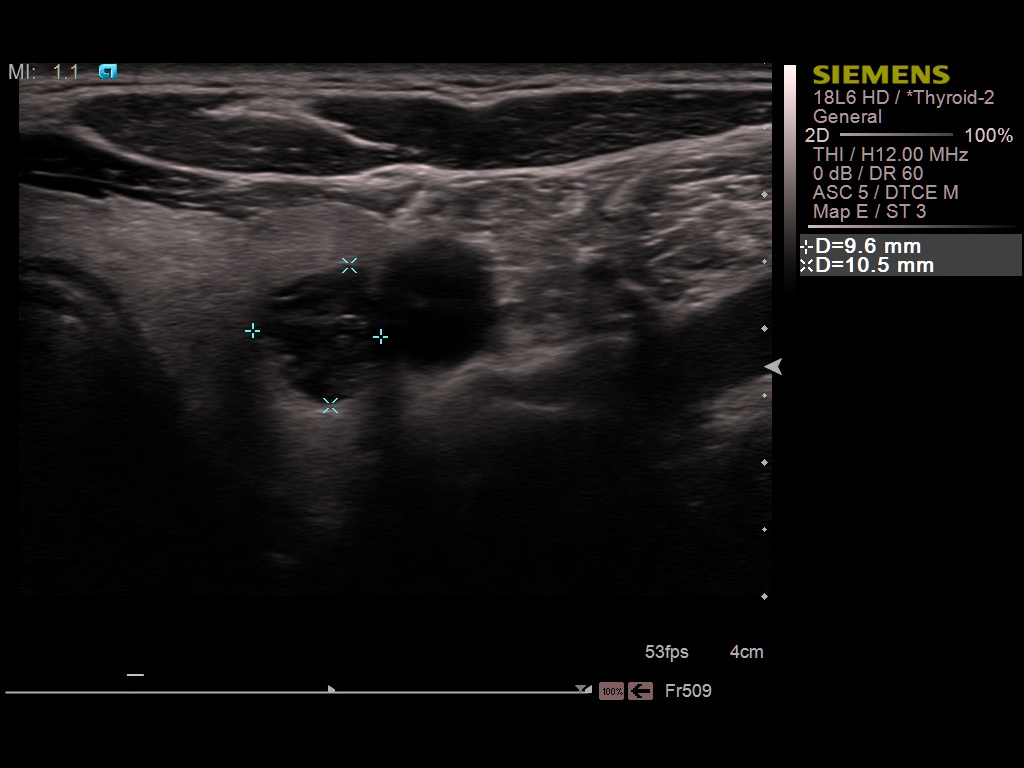 MI: 1.1
SIEMENS
18L6 HD / *Thyroid-2
General
2D 100%
THI / H12.00 MHz
0 dB / DR 60
ASC 5 / DTCE M
Map E / ST 3
D=9.6 mm
D=10.5 mm
53fps 4cm
100% Fr509